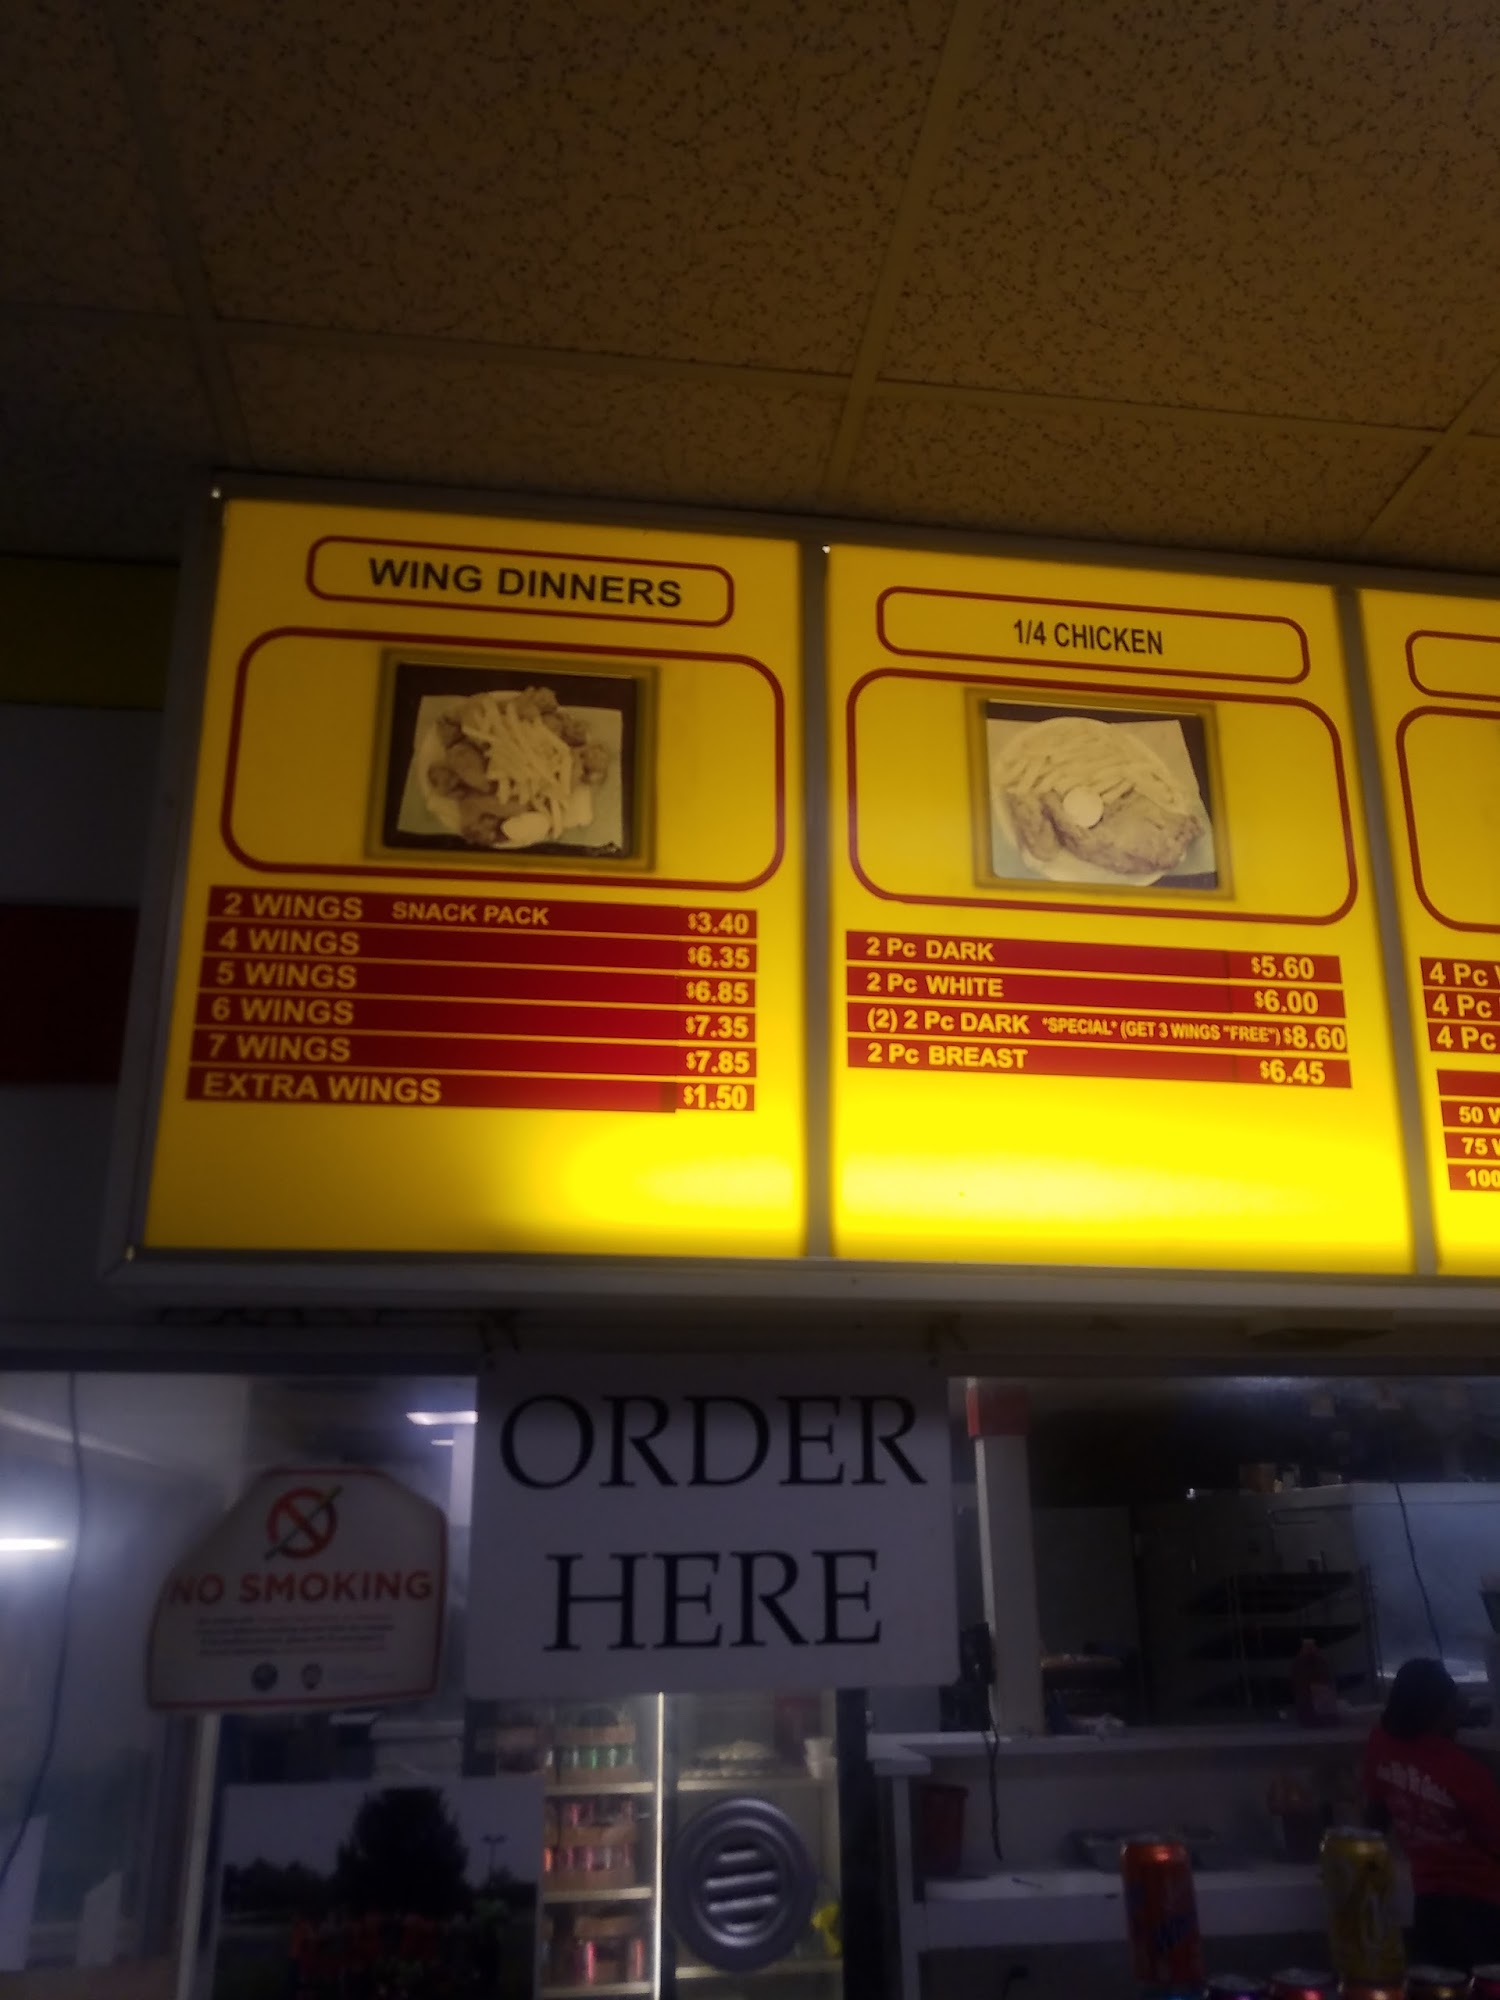 WING DINNERS
2 WINGS SNACK PACK $3.40
4 WINGS $6.35
5 WINGS $6.85
6 WINGS $7.35
7 WINGS $7.85
EXTRA WINGS $1.50
1/4 CHICKEN
2 Pc DARK $5.60
2 Pc WHITE $6.00
(2) 2 Pc DARK *SPECIAL* (GET 3 WINGS "FREE") $8.60
2 Pc BREAST $6.45
4 Pc
4 Pc
4 Pc
50
75
100
ORDER
HERE
NO SMOKING